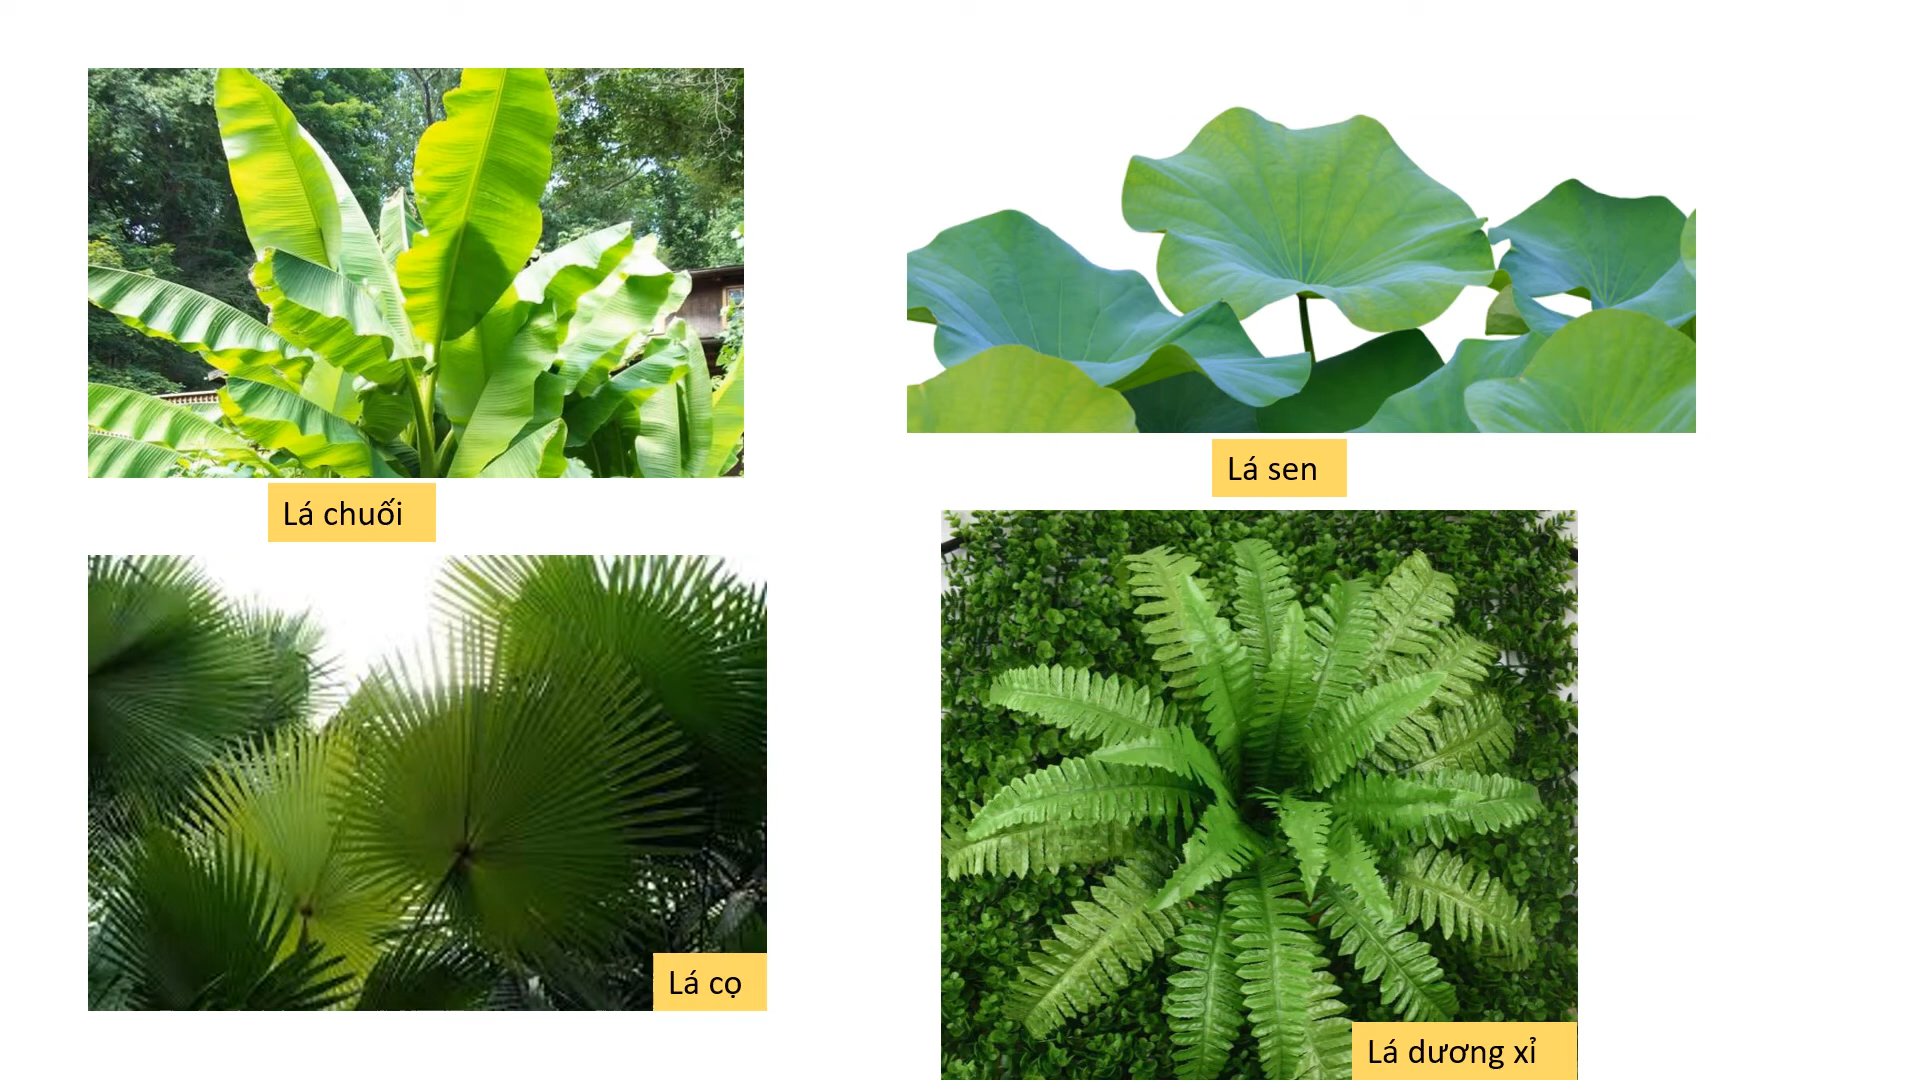 Lá chuối
Lá sen
Lá cọ
Lá dương xỉ